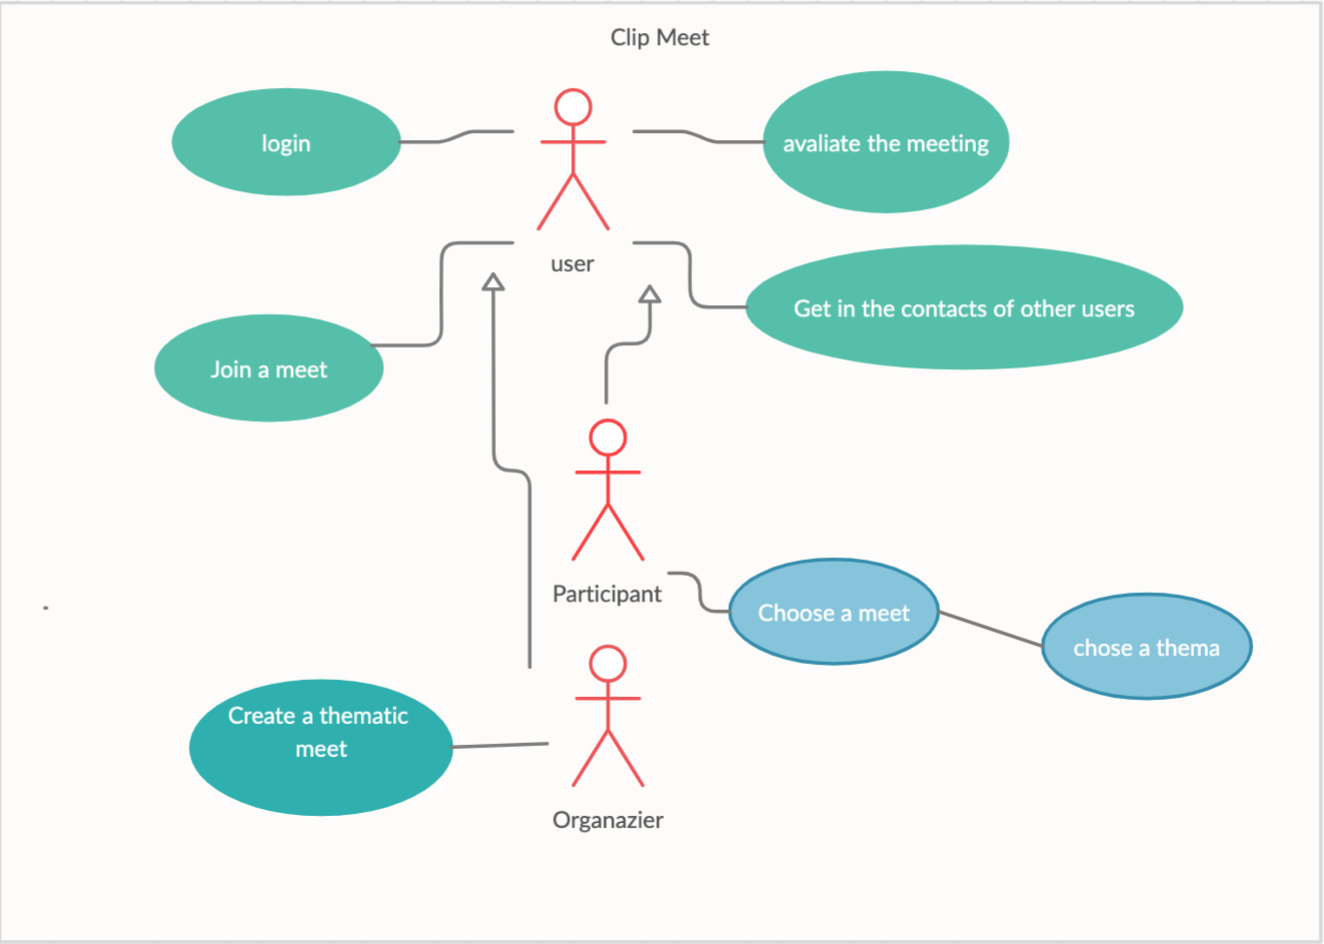 Clip Meet
login
avaliate the meeting
user
Get in the contacts of other users
Join a meet
Participant
Choose a meet
chose a thema
Create a thematic
meet
Organazier